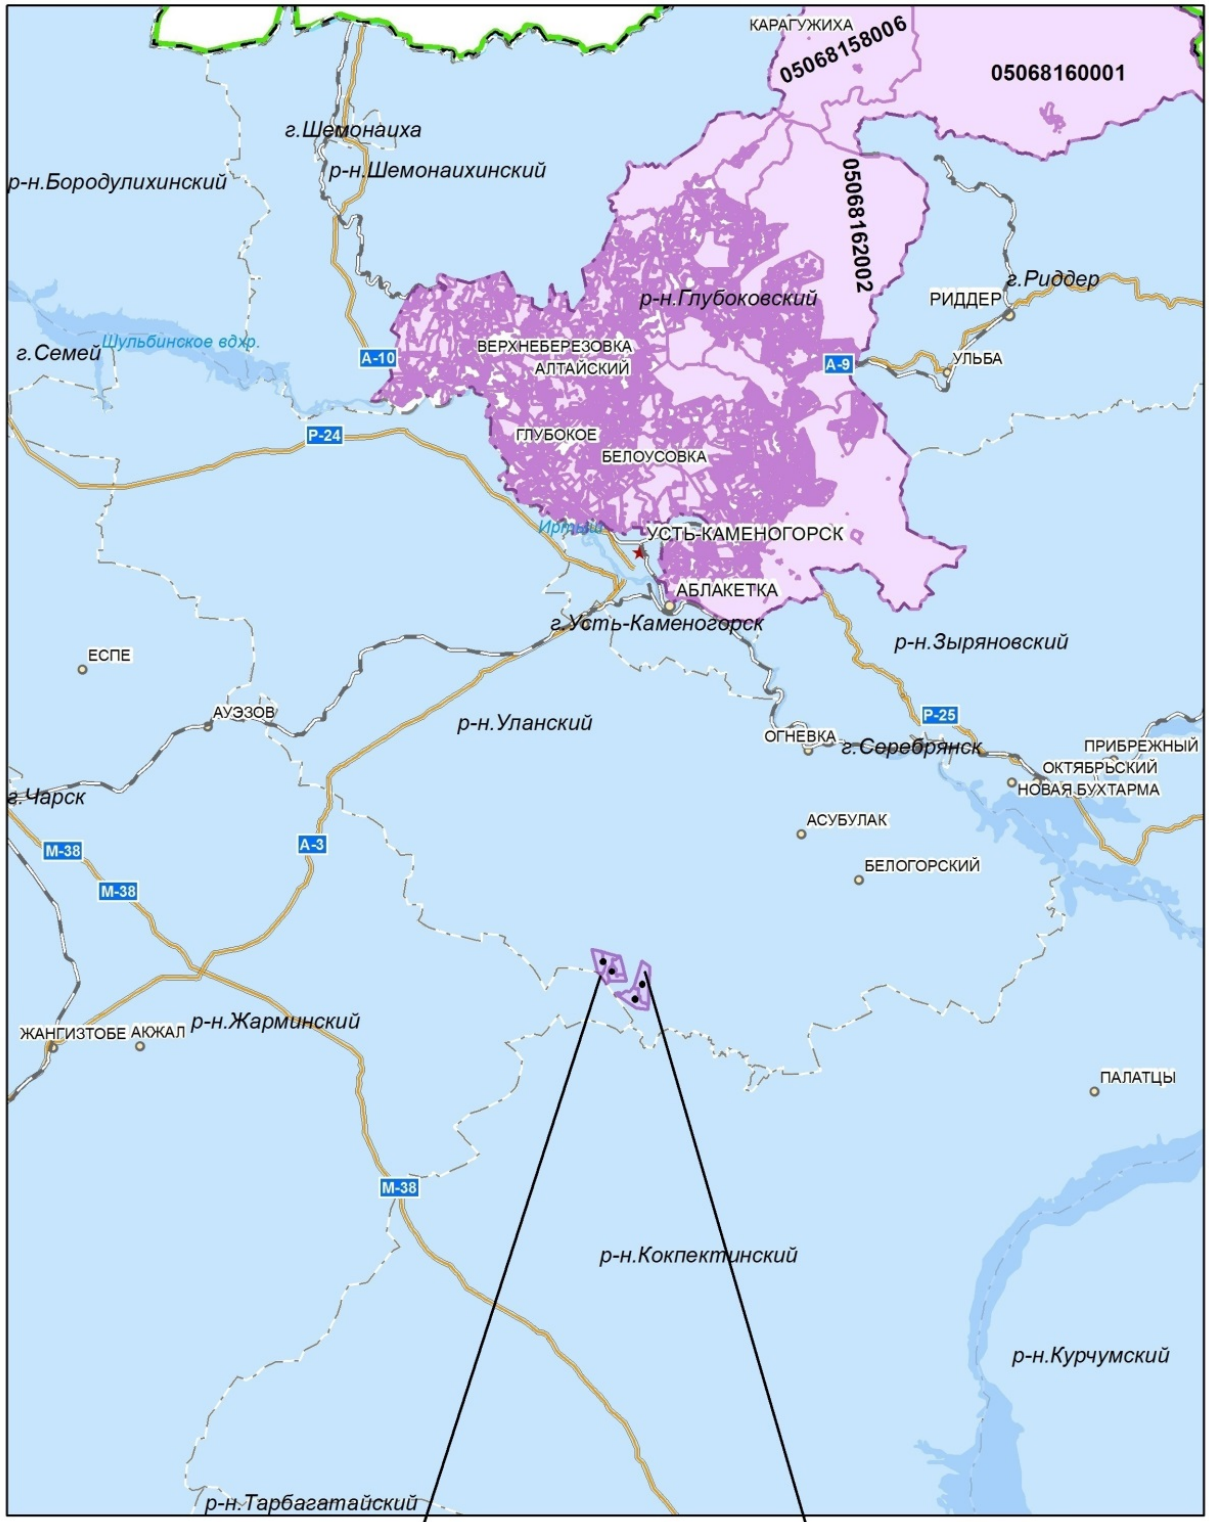 КАРАГУЖИХА
05068158006
05068160001
г.Шемонаиха
р-н.Шемонаихинский
р-н.Бородулихинский
05068162002
г.Риддер
РИДДЕР
р-н.Глубоковский
Шульбинское вдхр.
г.Семей
ВЕРХНЕБЕРЕЗОВКА
А-10
АЛТАЙСКИЙ
А-9
УЛЬБА
Р-24
ГЛУБОКОЕ
БЕЛОУСОВКА
Иртыш
УСТЬ-КАМЕНОГОРСК
АБЛАКЕТКА
г.Усть-Каменогорск
р-н.Зыряновский
ЕСПЕ
АУЭЗОВ
р-н.Уланский
Р-25
ОГНЕВКА
г.Серебрянск
ПРИБРЕЖНЫЙ
ОКТЯБРЬСКИЙ
НОВАЯ БУХТАРМА
г.Чарск
АСУБУЛАК
А-3
М-38
БЕЛОГОРСКИЙ
М-38
р-н.Жарминский
ЖАНГИЗТОБЕ
АКЖАЛ
ПАЛАТЦЫ
М-38
р-н.Кокпектинский
р-н.Курчумский
р-н.Тарбагатайский